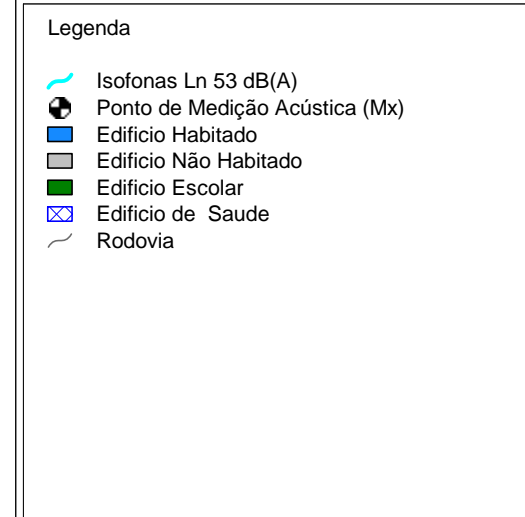 Legenda
Isofonas Ln 53 dB(A)
Ponto de Medição Acústica (Mx)
Edificio Habitado
Edificio Não Habitado
Edificio Escolar
Edificio de  Saude
Rodovia